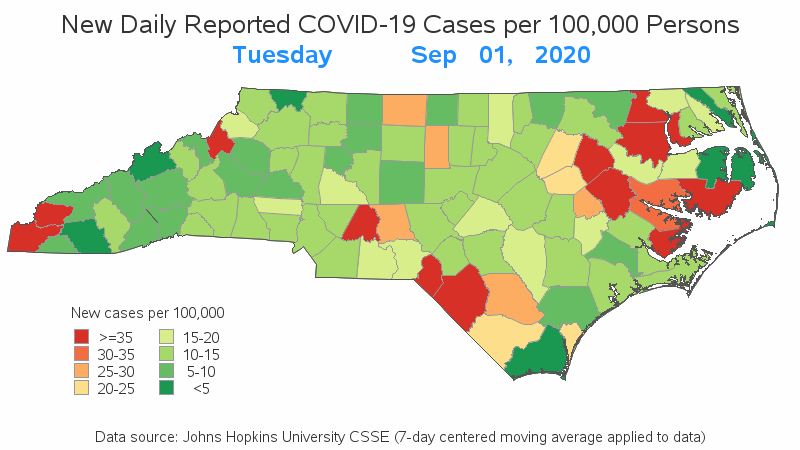 New Daily Reported COVID-19 Cases per 100,000 Persons
Tuesday Sep 01, 2020
New cases per 100,000
>=35 15-20
30-35 10-15
25-30 5-10
20-25 <5
Data source: Johns Hopkins University CSSE (7-day centered moving average applied to data)